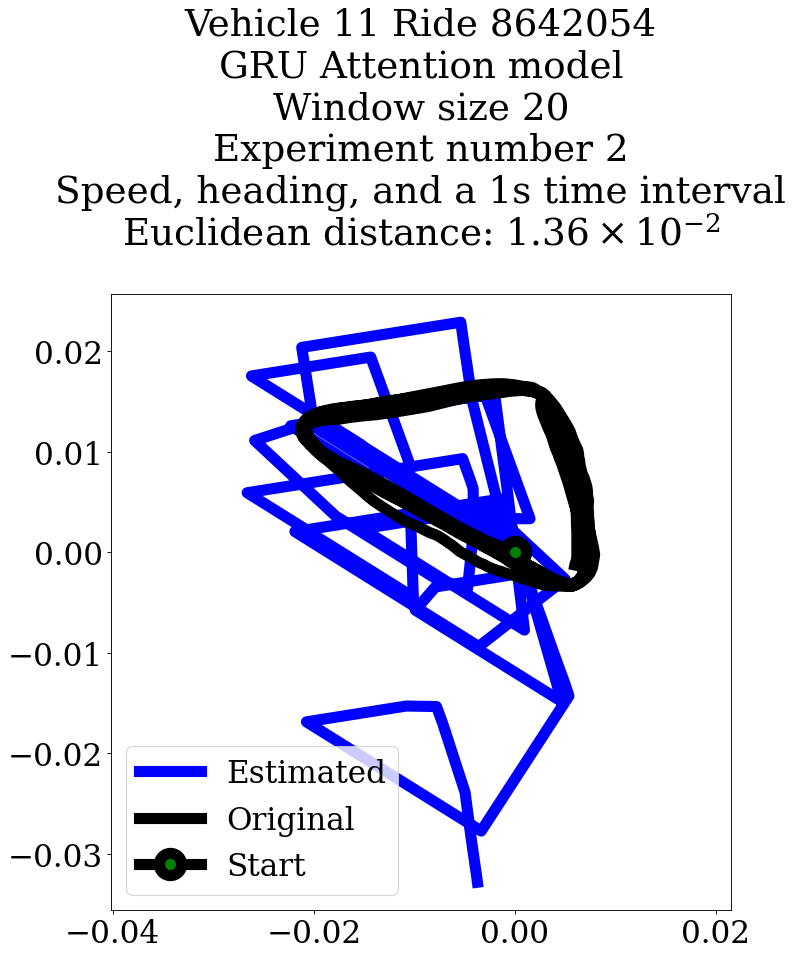 Vehicle 11 Ride 8642054
GRU Attention model
Window size 20
Experiment number 2
Speed, heading, and a 1s time interval
Euclidean distance: 1.36 × 10⁻²
0.02
0.01
0.00
−0.01
−0.02
−0.03
Estimated
Original
Start
−0.04 −0.02 0.00 0.02